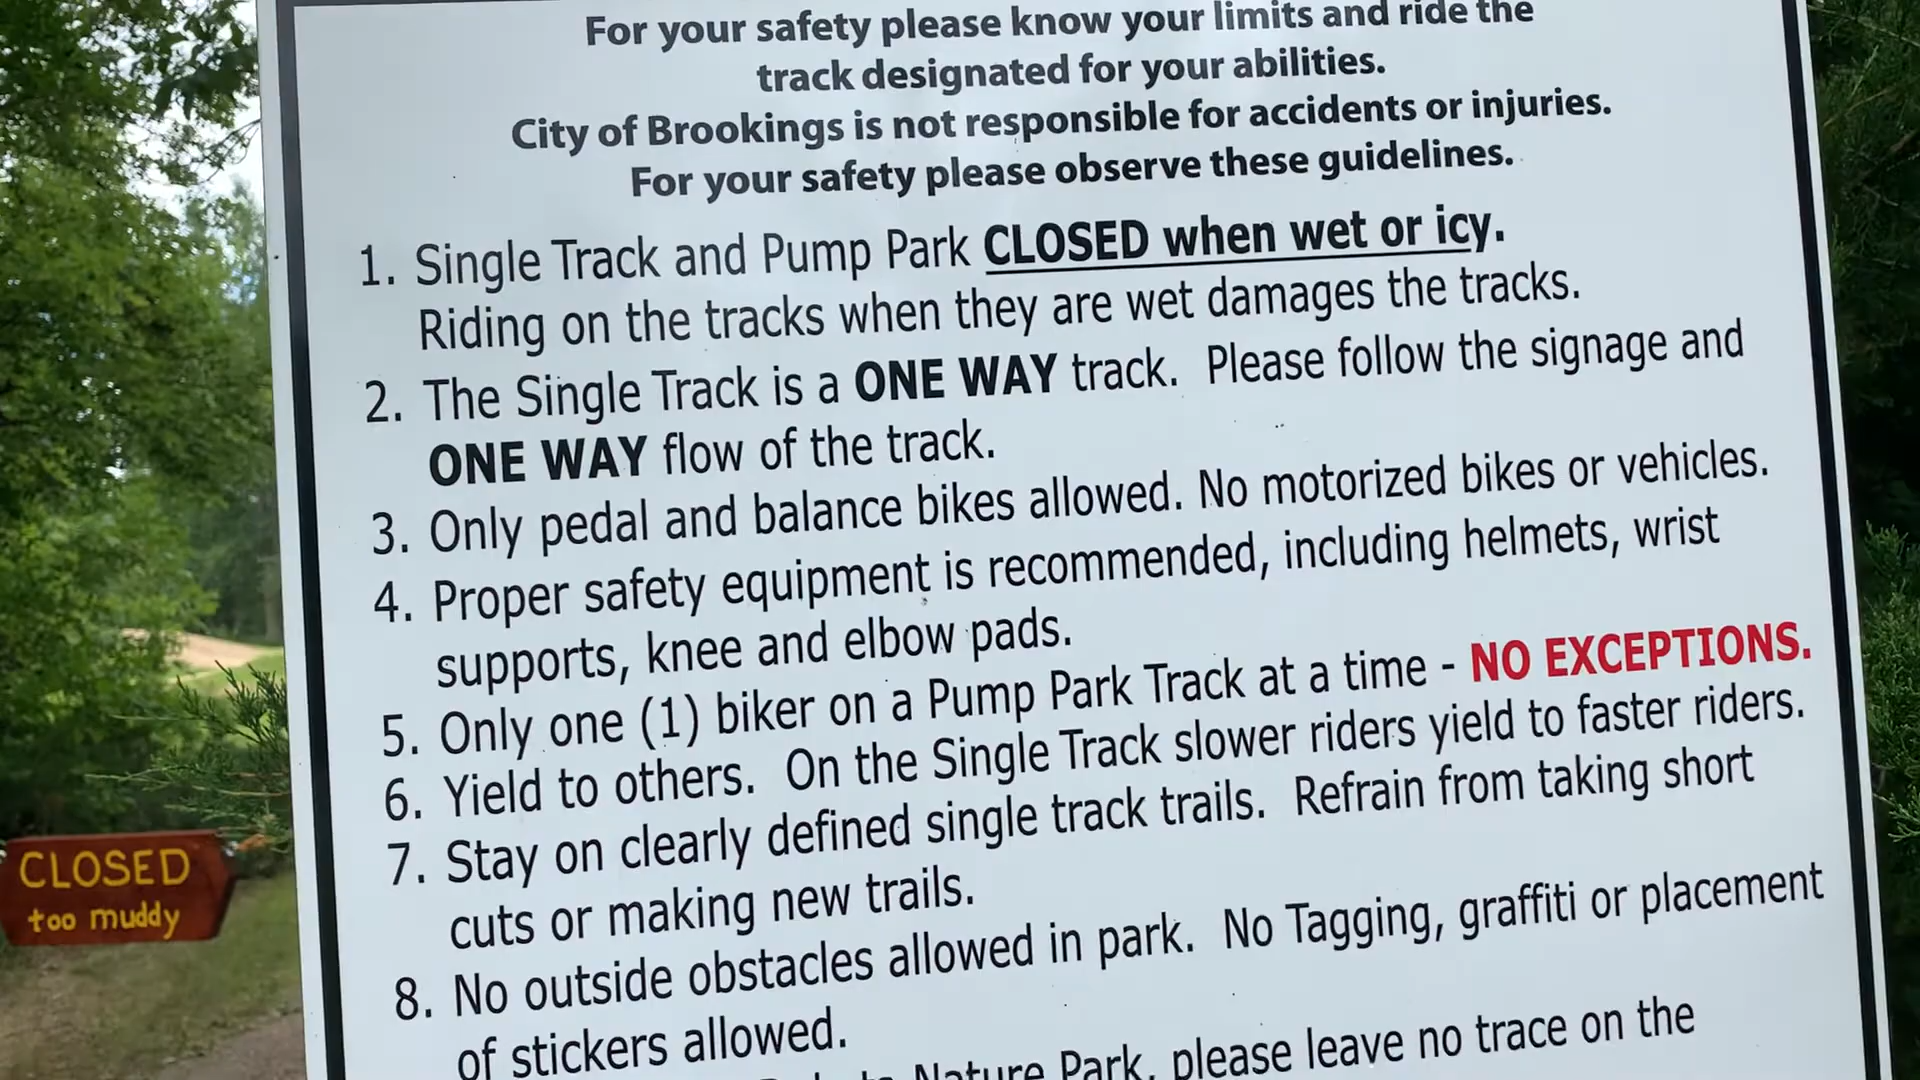 For your safety please know your limits and ride the
track designated for your abilities.
City of Brookings is not responsible for accidents or injuries.
For your safety please observe these guidelines.
1. Single Track and Pump Park CLOSED when wet or icy.
Riding on the tracks when they are wet damages the tracks.
2. The Single Track is a ONE WAY track. Please follow the signage and
ONE WAY flow of the track.
3. Only pedal and balance bikes allowed. No motorized bikes or vehicles.
4. Proper safety equipment is recommended, including helmets, wrist
supports, knee and elbow pads.
5. Only one (1) biker on a Pump Park Track at a time - NO EXCEPTIONS.
6. Yield to others. On the Single Track slower riders yield to faster riders.
7. Stay on clearly defined single track trails. Refrain from taking short
cuts or making new trails.
8. No outside obstacles allowed in park. No Tagging, graffiti or placement
of stickers allowed.
Nature Park, please leave no trace on the
CLOSED
too muddy